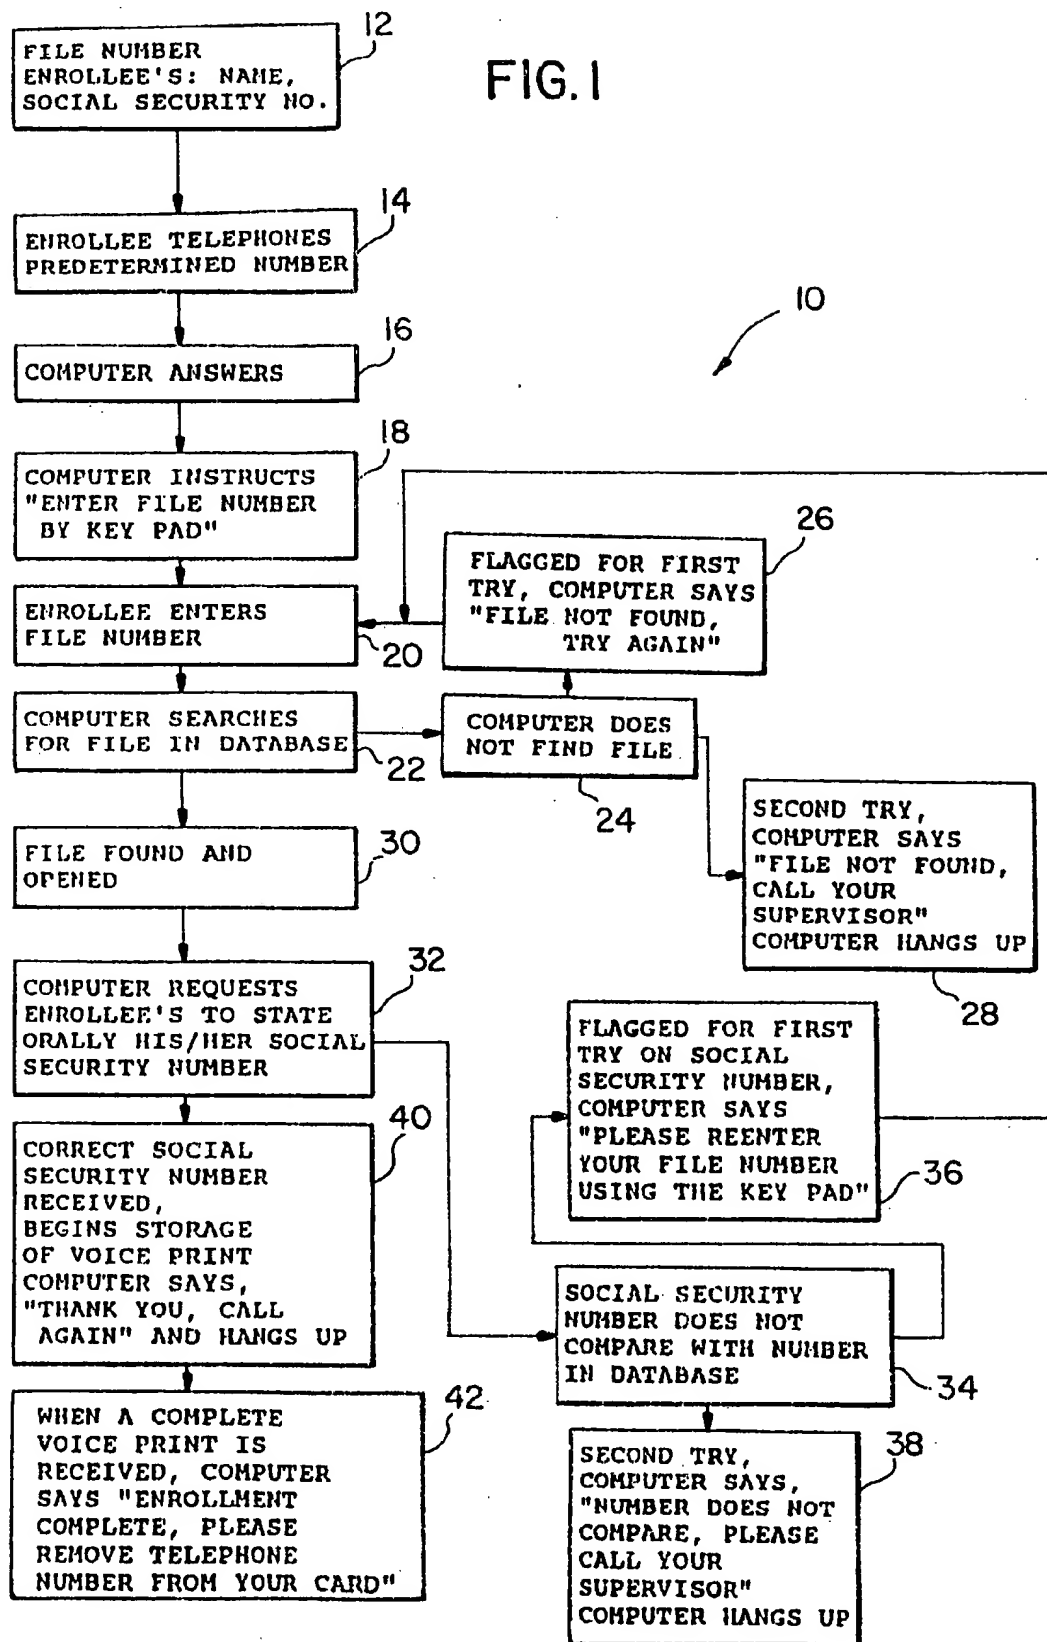 FIG.1
12
FILE NUMBER
ENROLLEE'S: NAME,
SOCIAL SECURITY NO.
14
ENROLLEE TELEPHONES
PREDETERMINED NUMBER
10
16
COMPUTER ANSWERS
18
COMPUTER INSTRUCTS
"ENTER FILE NUMBER
BY KEY PAD"
26
FLAGGED FOR FIRST
TRY, COMPUTER SAYS
"FILE NOT FOUND,
TRY AGAIN"
ENROLLEE ENTERS
FILE NUMBER
20
COMPUTER SEARCHES
FOR FILE IN DATABASE
22
COMPUTER DOES
NOT FIND FILE
24
SECOND TRY,
COMPUTER SAYS
"FILE NOT FOUND,
CALL YOUR
SUPERVISOR"
COMPUTER HANGS UP
28
30
FILE FOUND AND
OPENED
32
COMPUTER REQUESTS
ENROLLEE'S TO STATE
ORALLY HIS/HER SOCIAL
SECURITY NUMBER
FLAGGED FOR FIRST
TRY ON SOCIAL
SECURITY NUMBER,
COMPUTER SAYS
"PLEASE REENTER
YOUR FILE NUMBER
USING THE KEY PAD"
36
40
CORRECT SOCIAL
SECURITY NUMBER
RECEIVED,
BEGINS STORAGE
OF VOICE PRINT
COMPUTER SAYS,
"THANK YOU, CALL
AGAIN" AND HANGS UP
SOCIAL SECURITY
NUMBER DOES NOT
COMPARE WITH NUMBER
IN DATABASE
34
42
WHEN A COMPLETE
VOICE PRINT IS
RECEIVED, COMPUTER
SAYS "ENROLLMENT
COMPLETE, PLEASE
REMOVE TELEPHONE
NUMBER FROM YOUR CARD"
38
SECOND TRY,
COMPUTER SAYS,
"NUMBER DOES NOT
COMPARE, PLEASE
CALL YOUR
SUPERVISOR"
COMPUTER HANGS UP